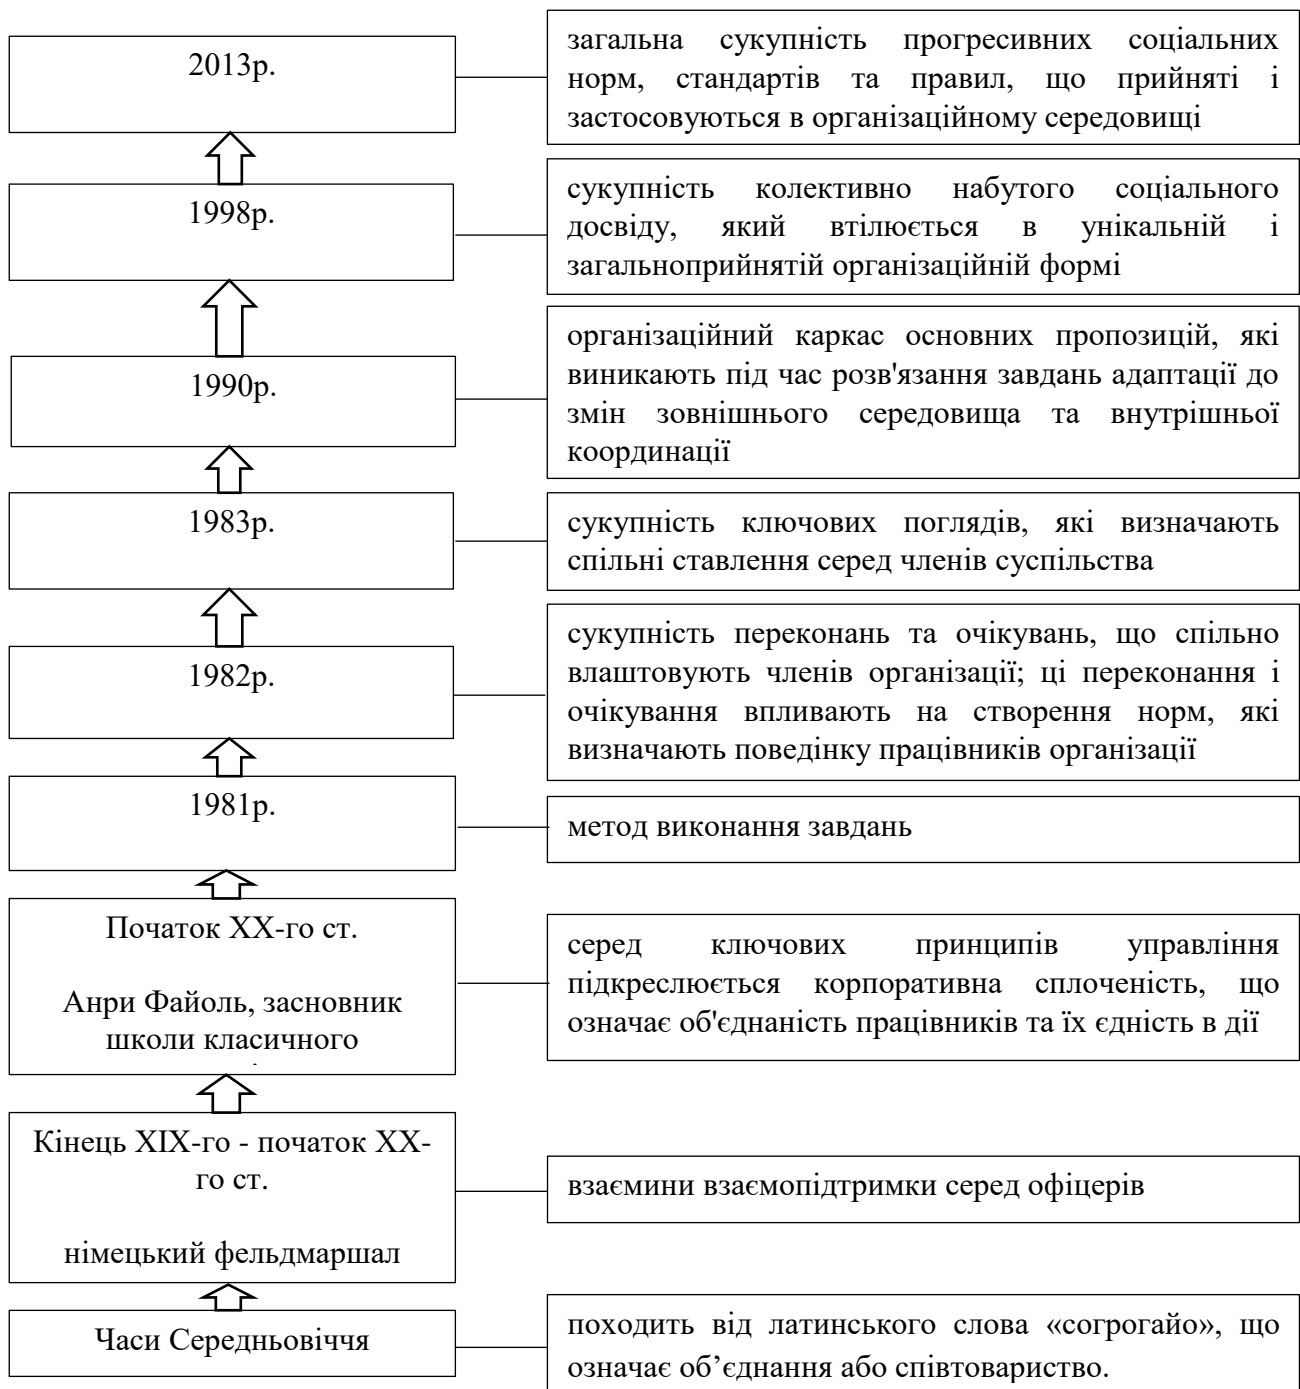 2013р.
загальна сукупність прогресивних соціальних
норм, стандартів та правил, що прийняті і
застосовуються в організаційному середовищі
1998р.
сукупність колективно набутого соціального
досвіду, який втілюється в унікальній і
загальноприйнятій організаційній формі
1990р.
організаційний каркас основних пропозицій, які
виникають під час розв'язання завдань адаптації до
змін зовнішнього середовища та внутрішньої
координації
1983р.
сукупність ключових поглядів, які визначають
спільні ставлення серед членів суспільства
1982р.
сукупність переконань та очікувань, що спільно
влаштовують членів організації; ці переконання і
очікування впливають на створення норм, які
визначають поведінку працівників організації
1981р.
метод виконання завдань
Початок ХХ-го ст.
Анри Файоль, засновник
школи класичного
серед ключових принципів управління
підкреслюється корпоративна сплоченість, що
означає об'єднаність працівників та їх єдність в дії
Кінець ХІХ-го - початок ХХ-
го ст.
німецький фельдмаршал
взаємини взаємопідтримки серед офіцерів
Часи Середньовіччя
походить від латинського слова «согрогайо», що
означає об’єднання або співтовариство.